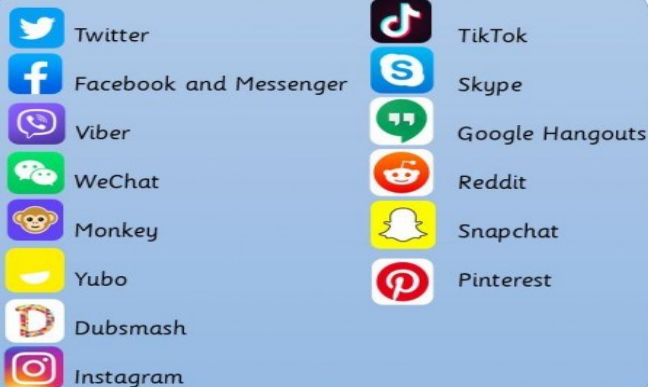 Twitter
Facebook and Messenger
Viber
WeChat
Monkey
Yubo
Dubsmash
Instagram
TikTok
Skype
Google Hangouts
Reddit
Snapchat
Pinterest